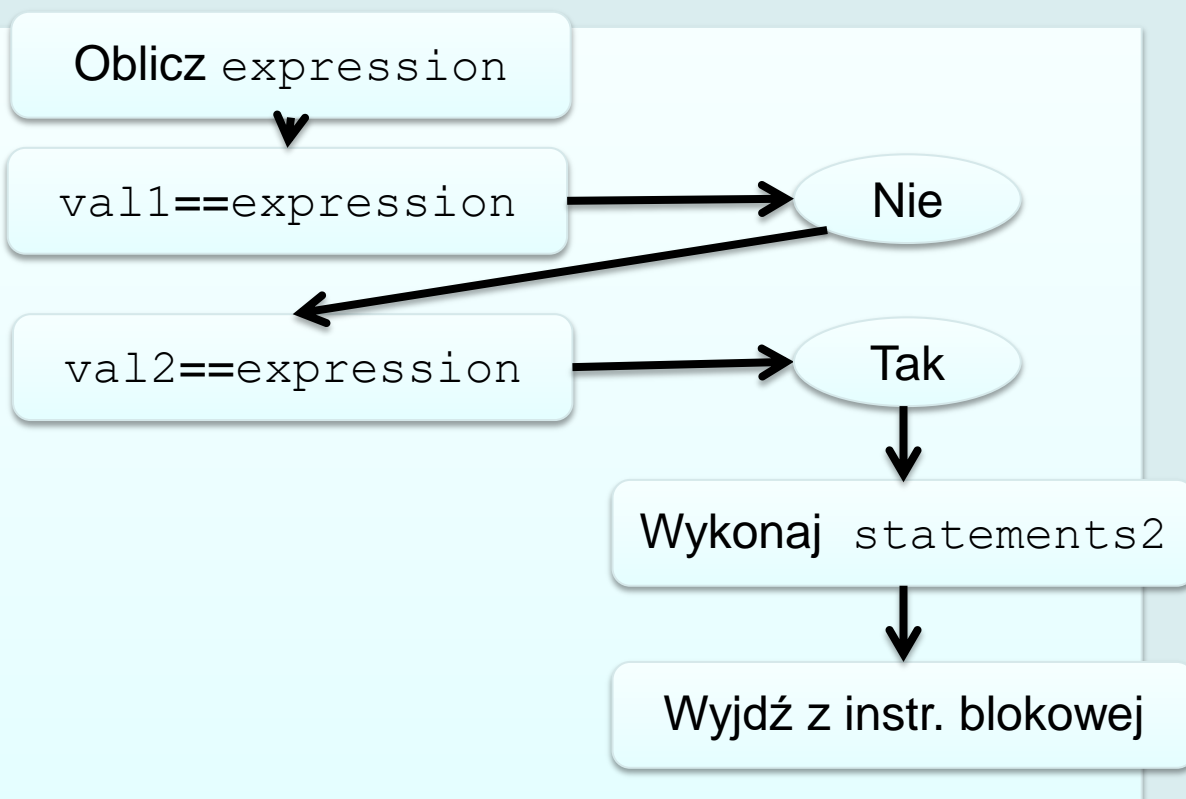 Oblicz expression
val1==expression
Nie
val2==expression
Tak
Wykonaj statements2
Wyjdź z instr. blokowej